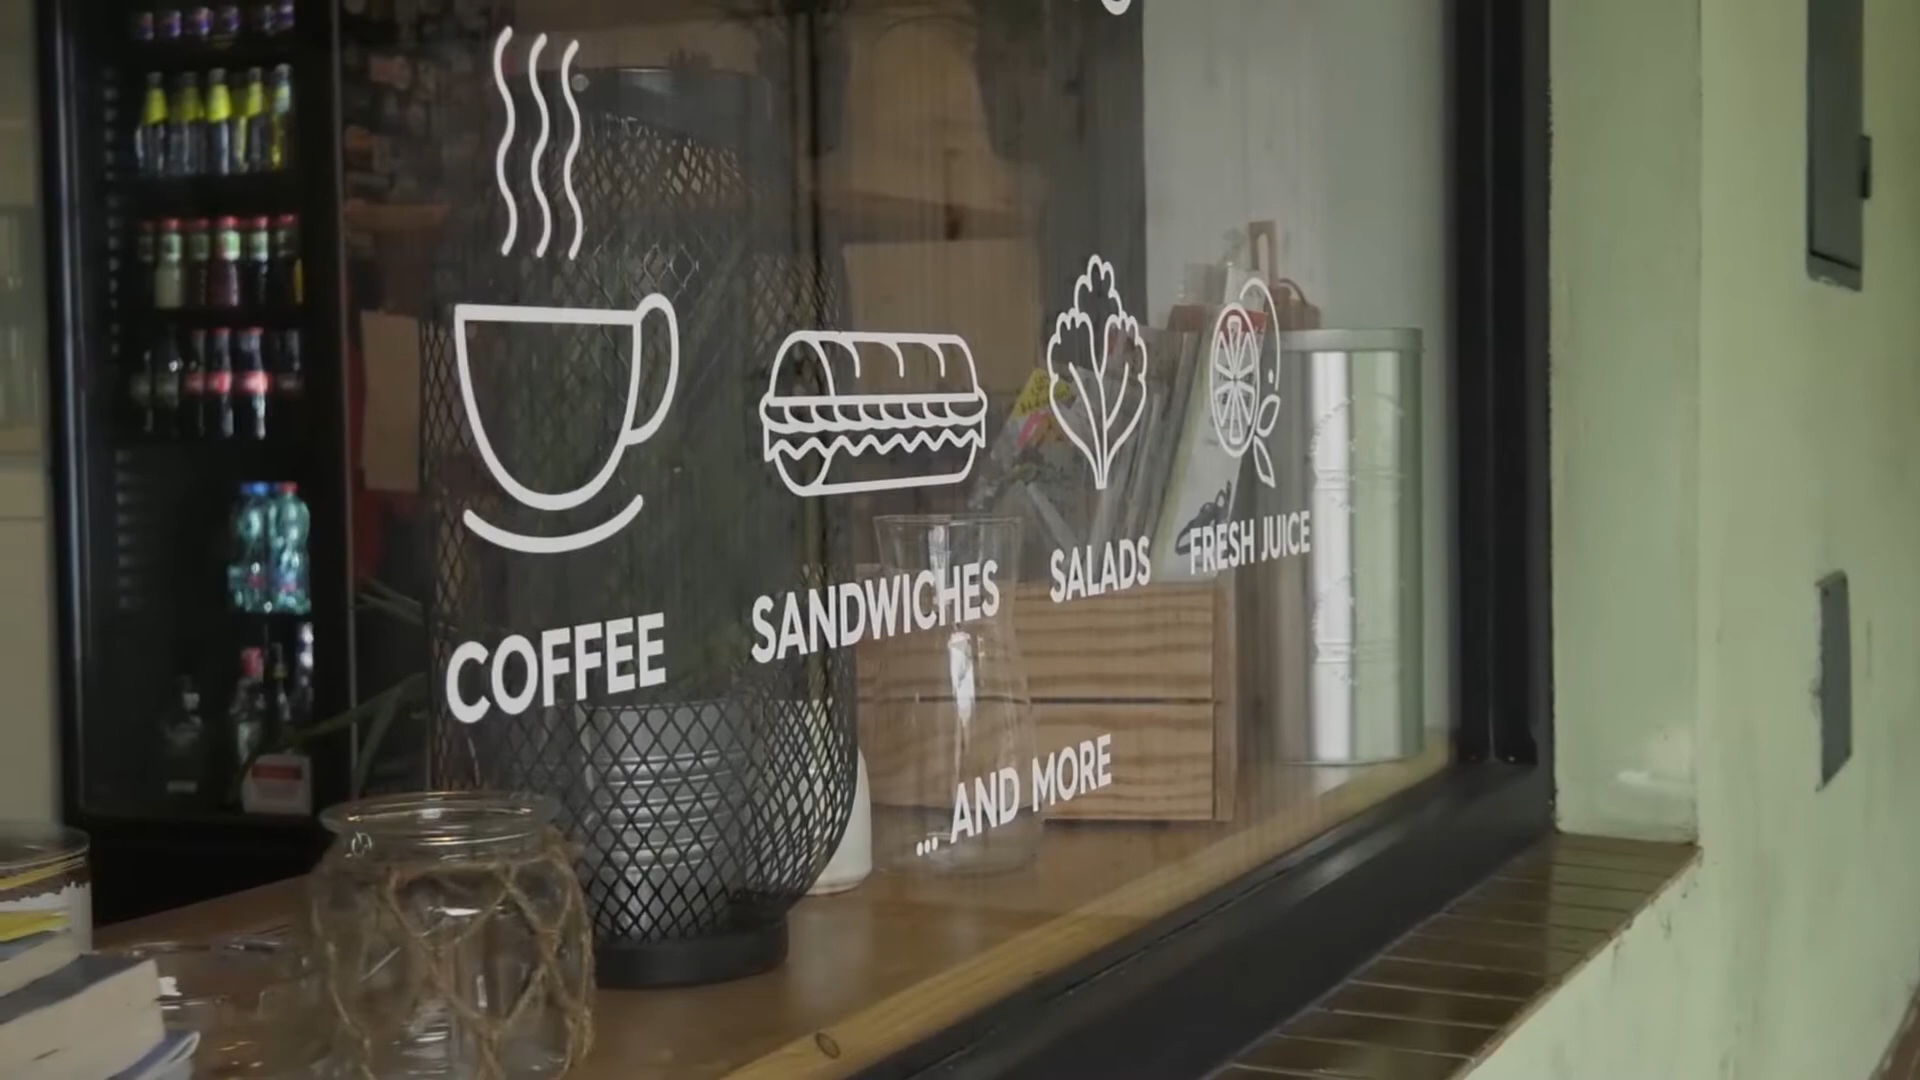 COFFEE
SANDWICHES
SALADS
FRESH JUICE
... AND MORE